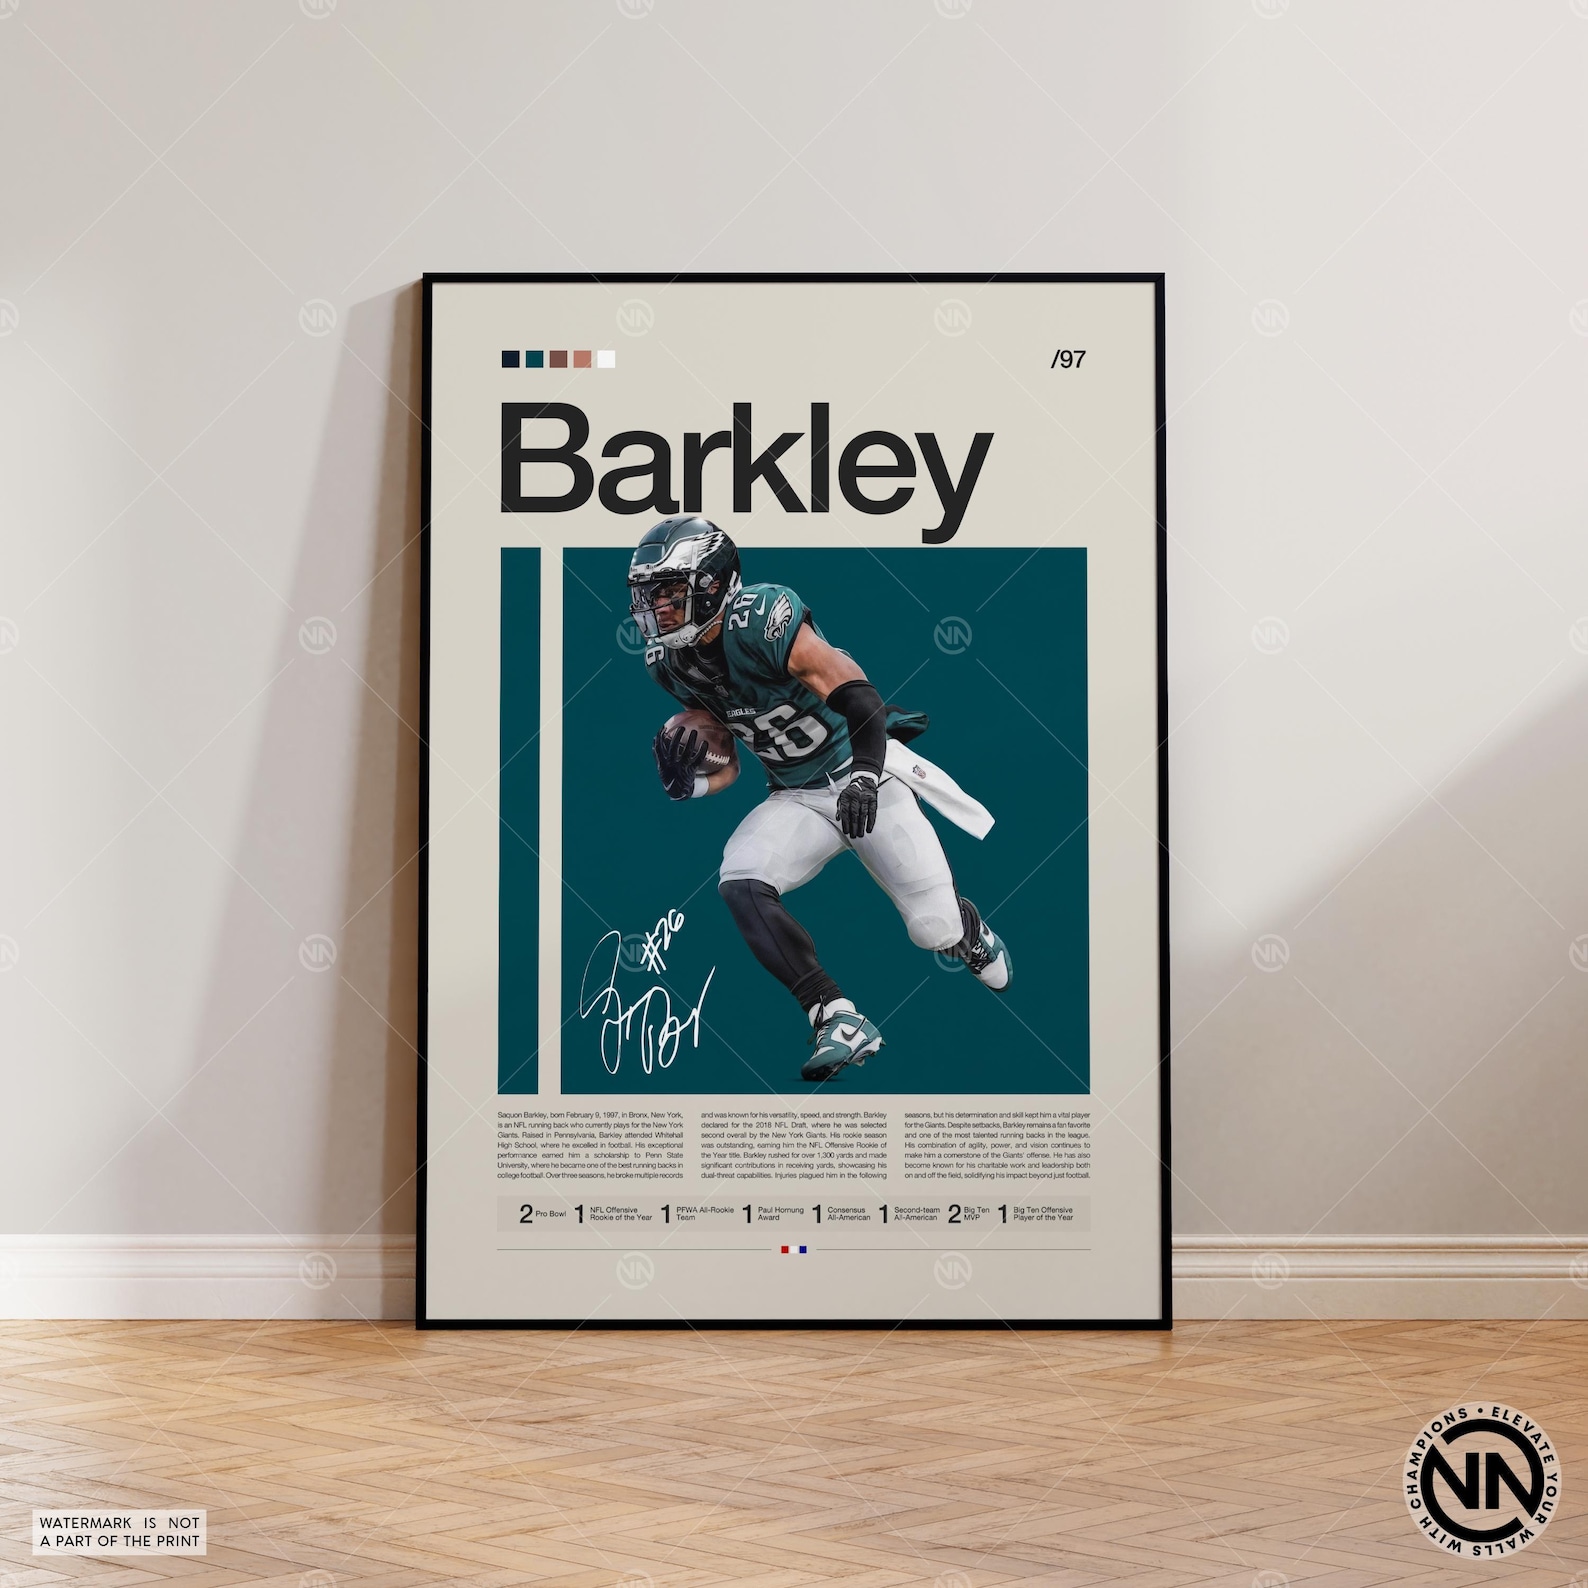 /97
Barkley
26
26
EAGLES
26
#26
Saquon Barkley, born February 9, 1997, in Bronx, New York,
is an NFL running back who currently plays for the New York
Giants. Raised in Pennsylvania, Barkley attended Whitehall
High School, where he excelled in football. His exceptional
performance earned him a scholarship to Penn State
University, where he became one of the best running backs in
college football. Over three seasons, he broke multiple records
and was known for his versatility, speed, and strength. Barkley
declared for the 2018 NFL Draft, where he was selected
second overall by the New York Giants. His rookie season
was outstanding, earning him the NFL Offensive Rookie of
the Year title. Barkley rushed for over 1,300 yards and made
significant contributions in receiving yards, showcasing his
dual-threat capabilities. Injuries plagued him in the following
seasons, but his determination and skill kept him a vital player
for the Giants. Despite setbacks, Barkley remains a fan favorite
and one of the most talented running backs in the league.
His combination of agility, power, and vision continues to
make him a cornerstone of the Giants' offense. He has also
become known for his charitable work and leadership both
on and off the field, solidifying his impact beyond just football.
2 Pro Bowl
1 NFL Offensive
Rookie of the Year
1 PFWA All-Rookie
Team
1 Paul Hornung
Award
1 Consensus
All-American
1 Second-team
All-American
2 Big Ten
MVP
1 Big Ten Offensive
Player of the Year
WATERMARK IS NOT
A PART OF THE PRINT
ELEVATE YOUR WALLS WITH CHAMPIONS •
NN